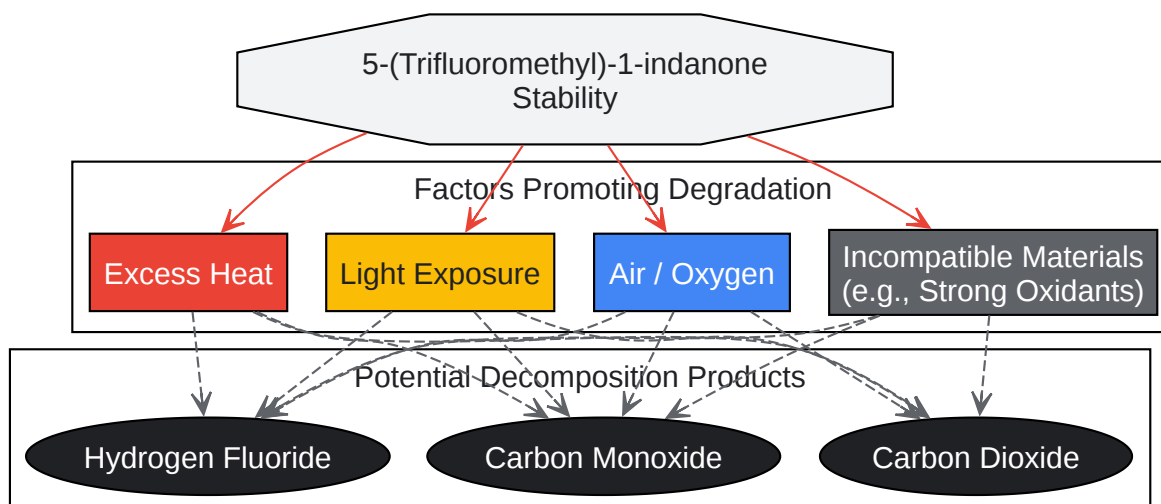 5-(Trifluoromethyl)-1-indanone
Stability
Factors Promoting Degradation
Excess Heat
Light Exposure
Air / Oxygen
Incompatible Materials
(e.g., Strong Oxidants)
Potential Decomposition Products
Hydrogen Fluoride
Carbon Monoxide
Carbon Dioxide